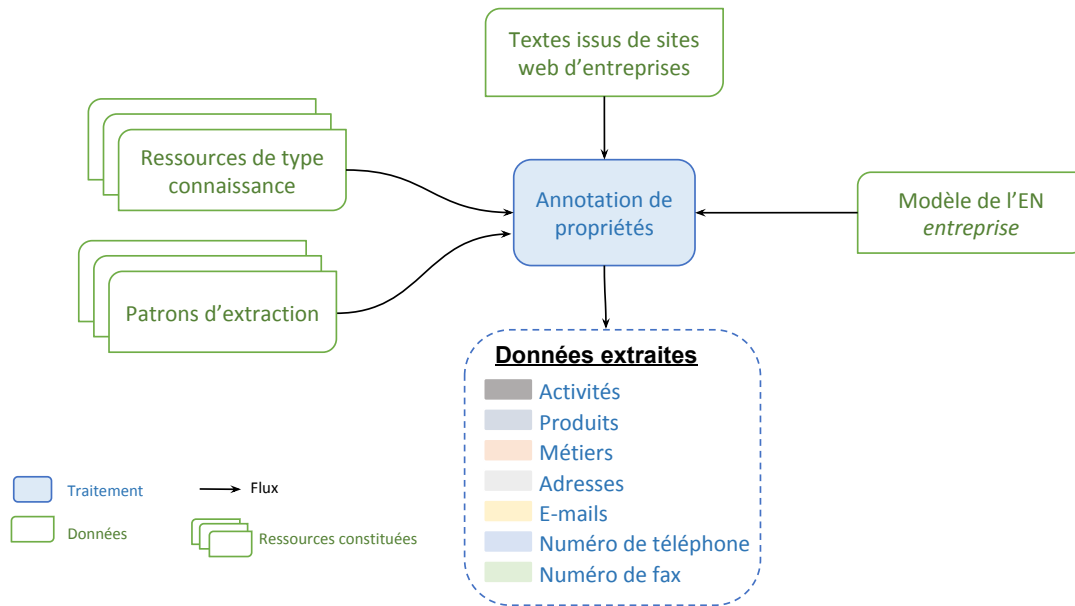 Textes issus de sites
web d'entreprises
Ressources de type
connaissance
Annotation de
propriétés
Modèle de l'EN
entreprise
Patrons d'extraction
Données extraites
Activités
Produits
Métiers
Adresses
E-mails
Numéro de téléphone
Numéro de fax
Traitement
Flux
Données
Ressources constituées